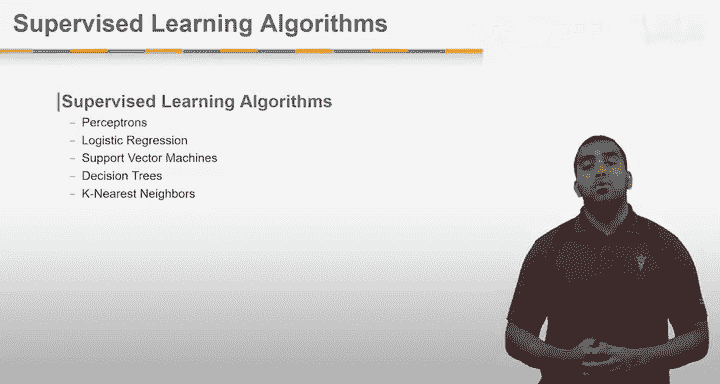 Supervised Learning Algorithms
Supervised Learning Algorithms
– Perceptrons
– Logistic Regression
– Support Vector Machines
– Decision Trees
– K-Nearest Neighbors